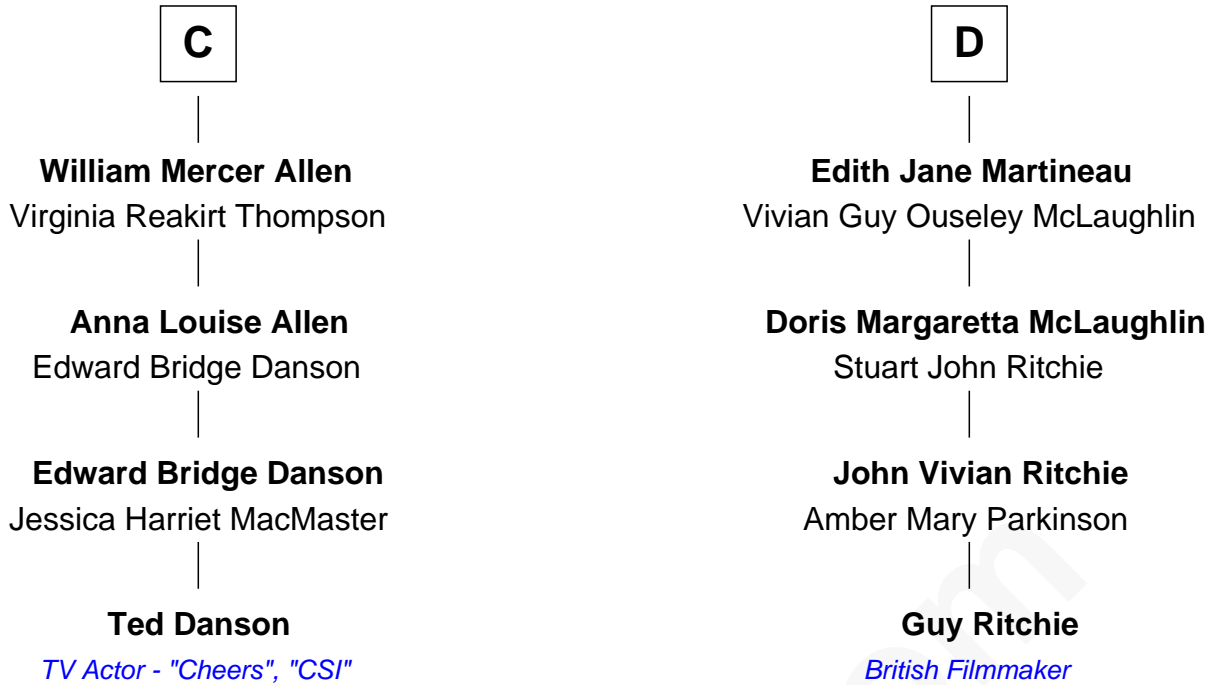 C
William Mercer Allen
Virginia Reakirt Thompson
Anna Louise Allen
Edward Bridge Danson
Edward Bridge Danson
Jessica Harriet MacMaster
Ted Danson
TV Actor - "Cheers", "CSI"
D
Edith Jane Martineau
Vivian Guy Ouseley McLaughlin
Doris Margaretta McLaughlin
Stuart John Ritchie
John Vivian Ritchie
Amber Mary Parkinson
Guy Ritchie
British Filmmaker